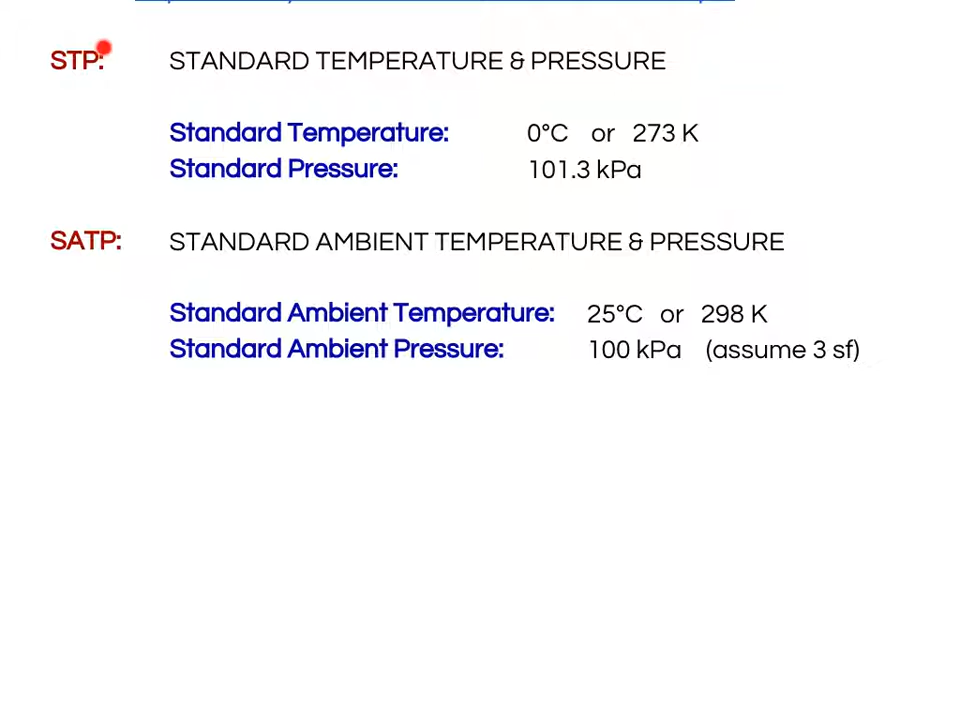 STP: STANDARD TEMPERATURE & PRESSURE
Standard Temperature: 0°C or 273 K
Standard Pressure: 101.3 kPa
SATP: STANDARD AMBIENT TEMPERATURE & PRESSURE
Standard Ambient Temperature: 25°C or 298 K
Standard Ambient Pressure: 100 kPa (assume 3 sf)